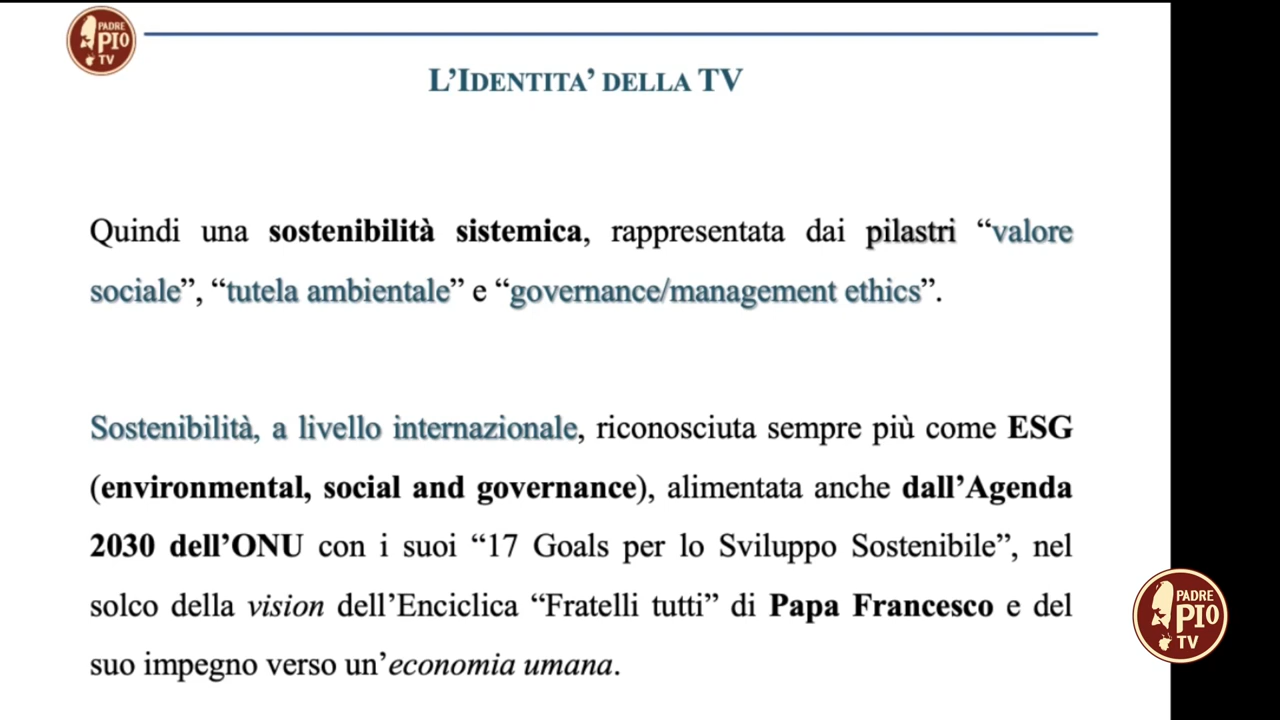 PADRE
PIO
TV
L’IDENTITA’ DELLA TV
Quindi una sostenibilità sistemica, rappresentata dai pilastri “valore
sociale”, “tutela ambientale” e “governance/management ethics”.
Sostenibilità, a livello internazionale, riconosciuta sempre più come ESG
(environmental, social and governance), alimentata anche dall’Agenda
2030 dell’ONU con i suoi “17 Goals per lo Sviluppo Sostenibile”, nel
solco della vision dell’Enciclica “Fratelli tutti” di Papa Francesco e del
suo impegno verso un’economia umana.
PADRE
PIO
TV